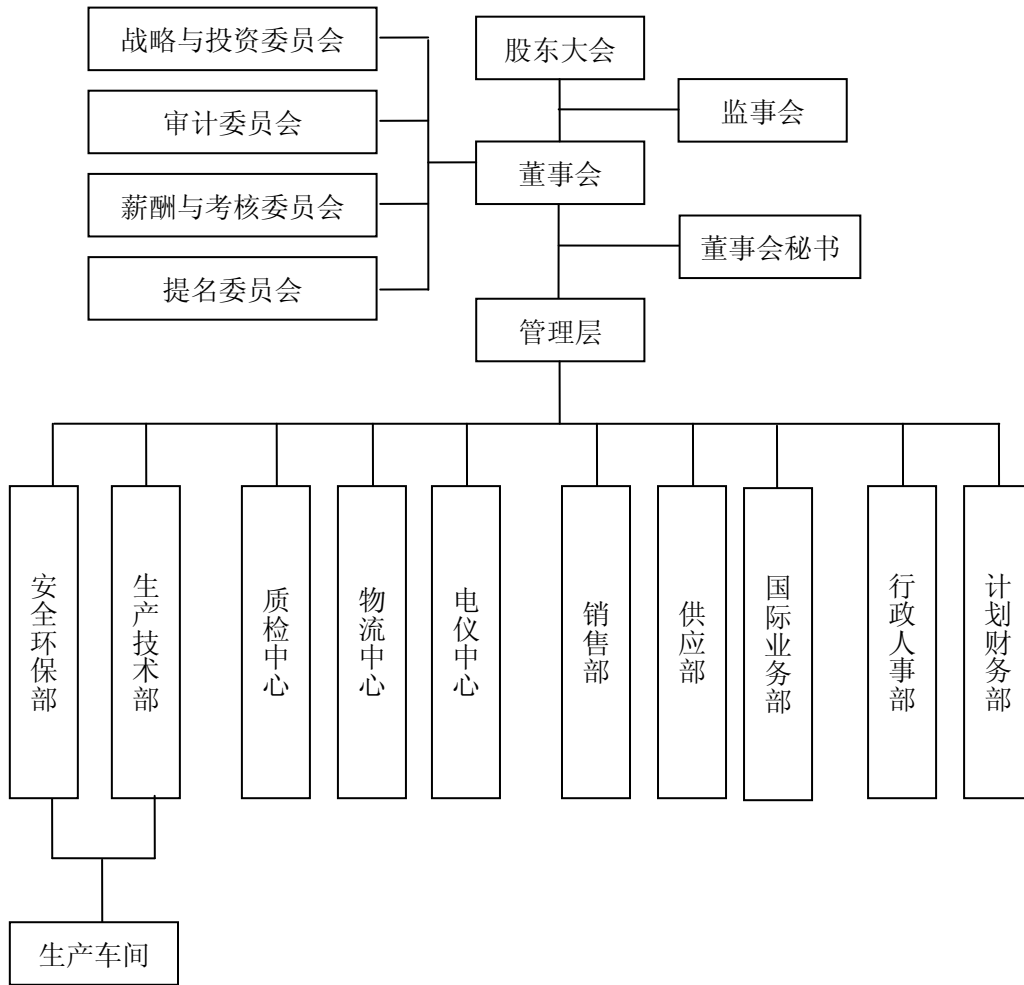 战略与投资委员会
股东大会
监事会
审计委员会
董事会
薪酬与考核委员会
董事会秘书
提名委员会
管理层
安全环保部
生产技术部
质检中心
物流中心
电仪中心
销售部
供应部
国际业务部
行政人事部
计划财务部
生产车间